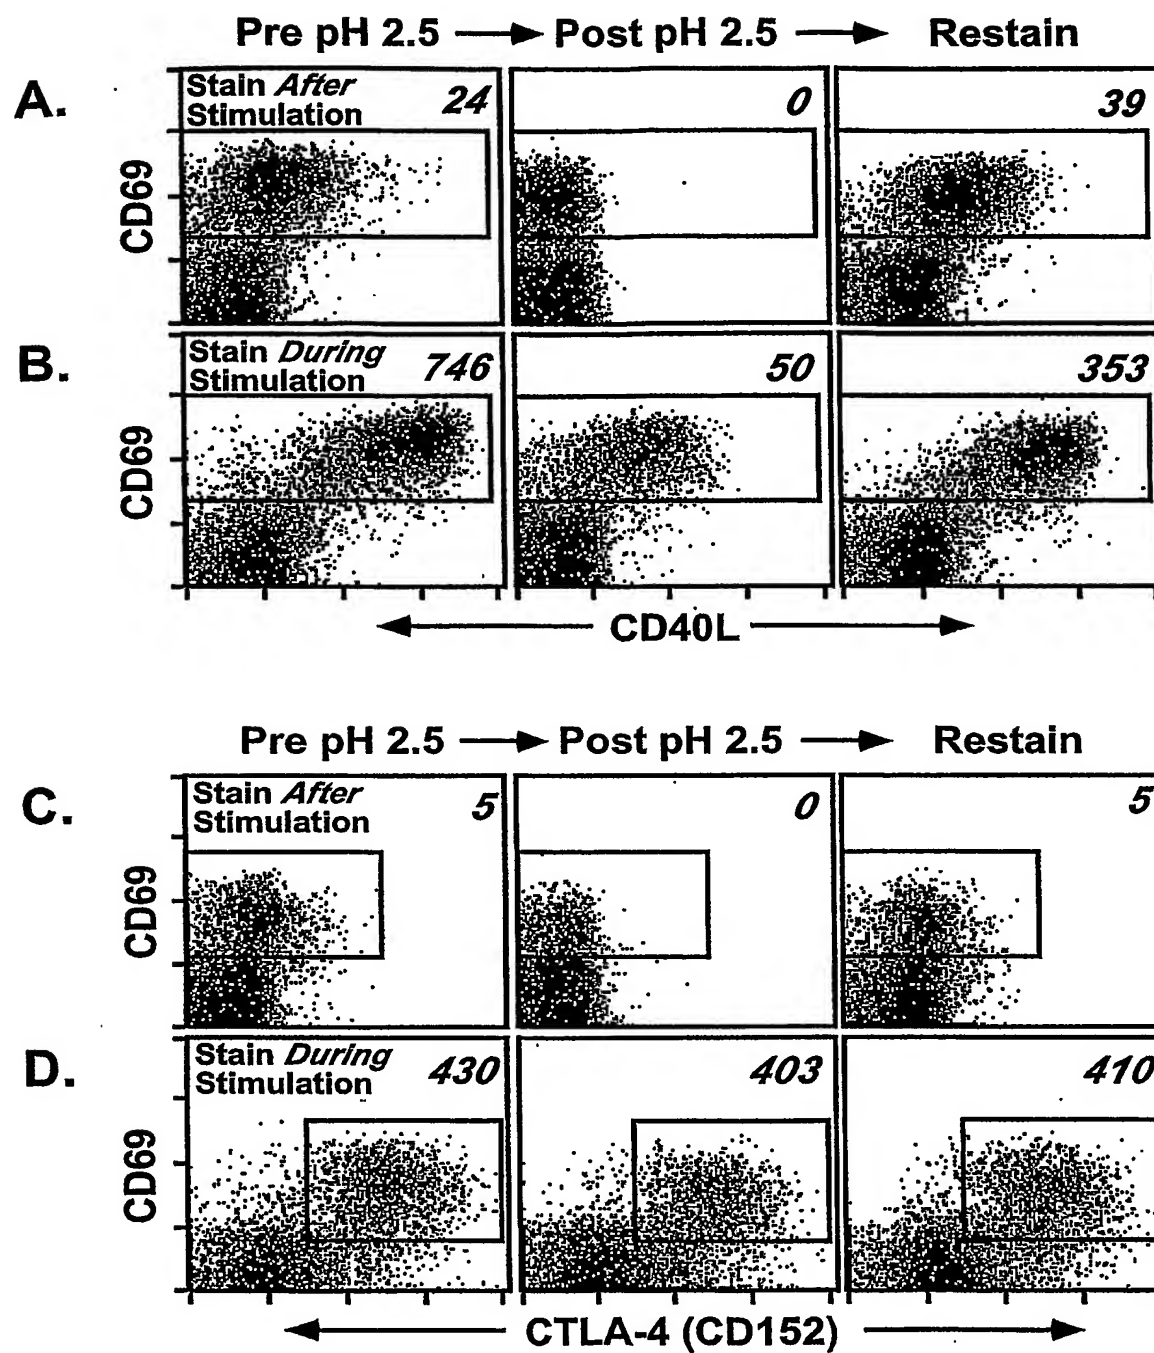 Pre pH 2.5 → Post pH 2.5 → Restain
A.
Stain After
Stimulation
24
0
39
CD69
B.
Stain During
Stimulation
746
50
353
CD69
CD40L
Pre pH 2.5 → Post pH 2.5 → Restain
C.
Stain After
Stimulation
5
0
5
CD69
D.
Stain During
Stimulation
430
403
410
CD69
CTLA-4 (CD152)